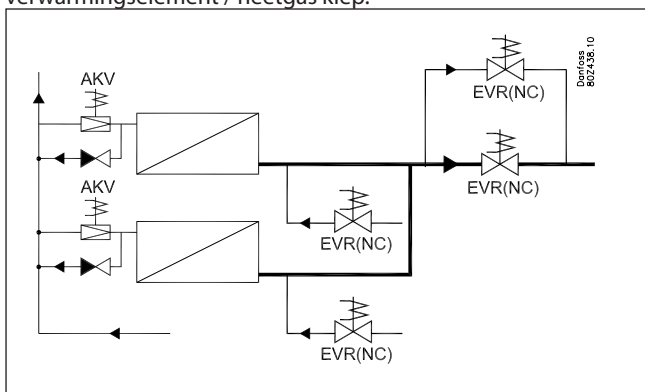 verwarmingselement / heetgas klep.
AKV
EVR(NC)
Danfoss
80Z438.10
EVR(NC)
AKV
EVR(NC)
EVR(NC)